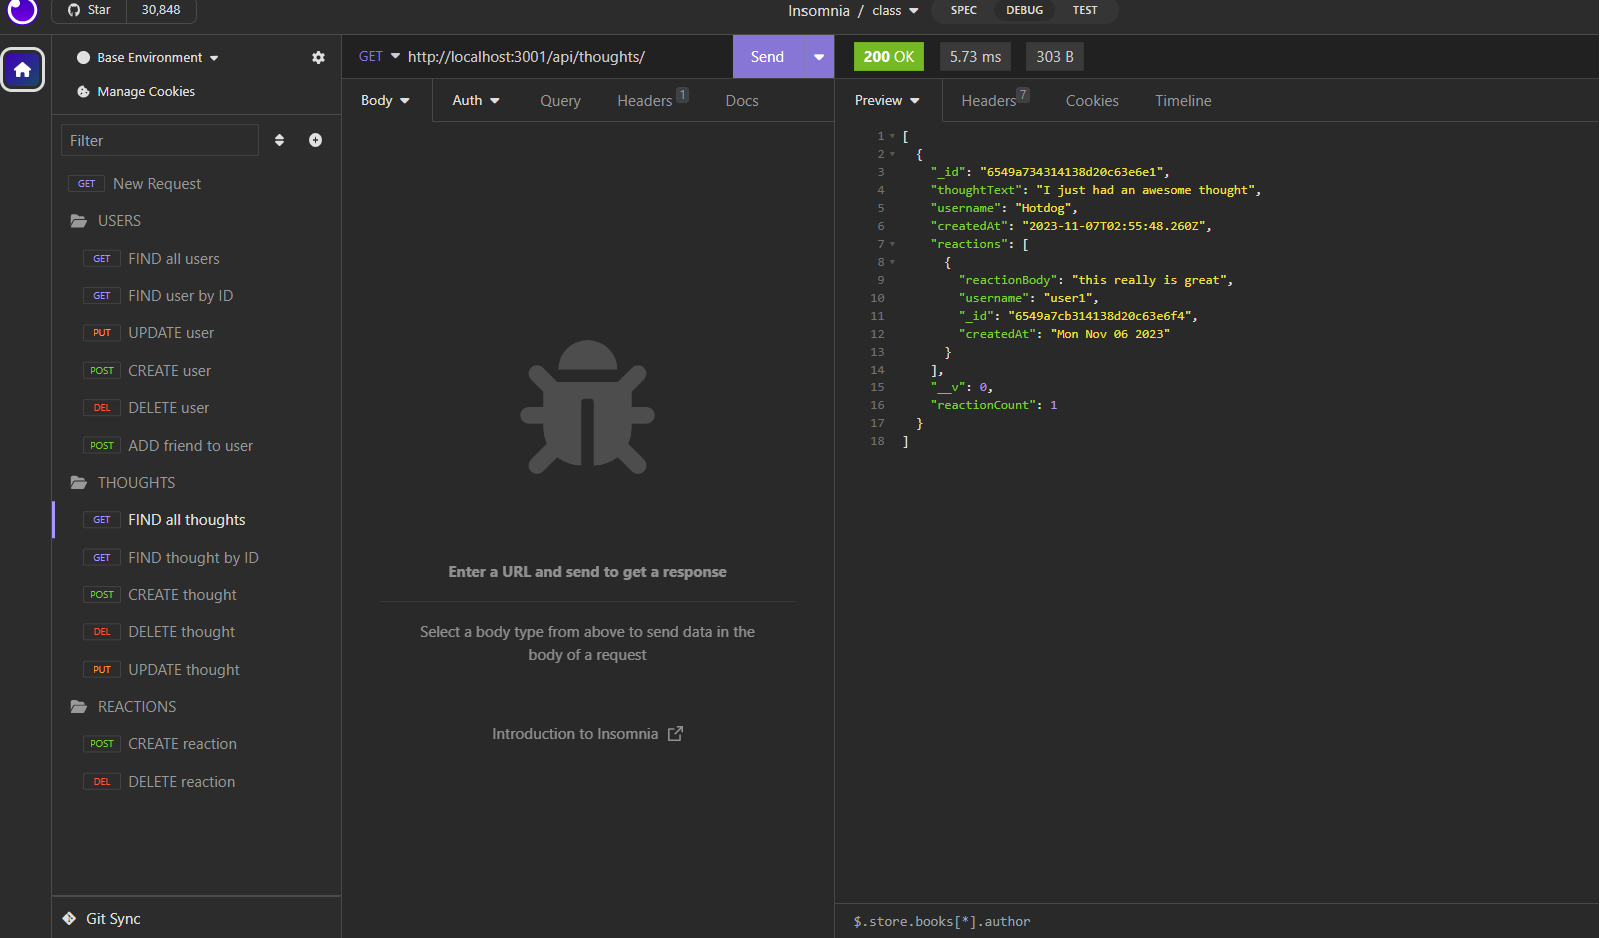 Star 30,848 Insomnia / class SPEC DEBUG TEST
Base Environment
Manage Cookies
Filter
GET New Request
USERS
GET FIND all users
GET FIND user by ID
PUT UPDATE user
POST CREATE user
DEL DELETE user
POST ADD friend to user
THOUGHTS
GET FIND all thoughts
GET FIND thought by ID
POST CREATE thought
DEL DELETE thought
PUT UPDATE thought
REACTIONS
POST CREATE reaction
DEL DELETE reaction
Git Sync
GET http://localhost:3001/api/thoughts/ Send
Body Auth Query Headers 1 Docs
Enter a URL and send to get a response
Select a body type from above to send data in the
body of a request
Introduction to Insomnia
200 OK 5.73 ms 303 B
Preview Headers 7 Cookies Timeline
1 [
2 {
3 "_id": "6549a734314138d20c63e6e1",
4 "thoughtText": "I just had an awesome thought",
5 "username": "Hotdog",
6 "createdAt": "2023-11-07T02:55:48.260Z",
7 "reactions": [
8 {
9 "reactionBody": "this really is great",
10 "username": "user1",
11 "_id": "6549a7cb314138d20c63e6f4",
12 "createdAt": "Mon Nov 06 2023"
13 }
14 ],
15 "__v": 0,
16 "reactionCount": 1
17 }
18 ]
$.store.books[*].author